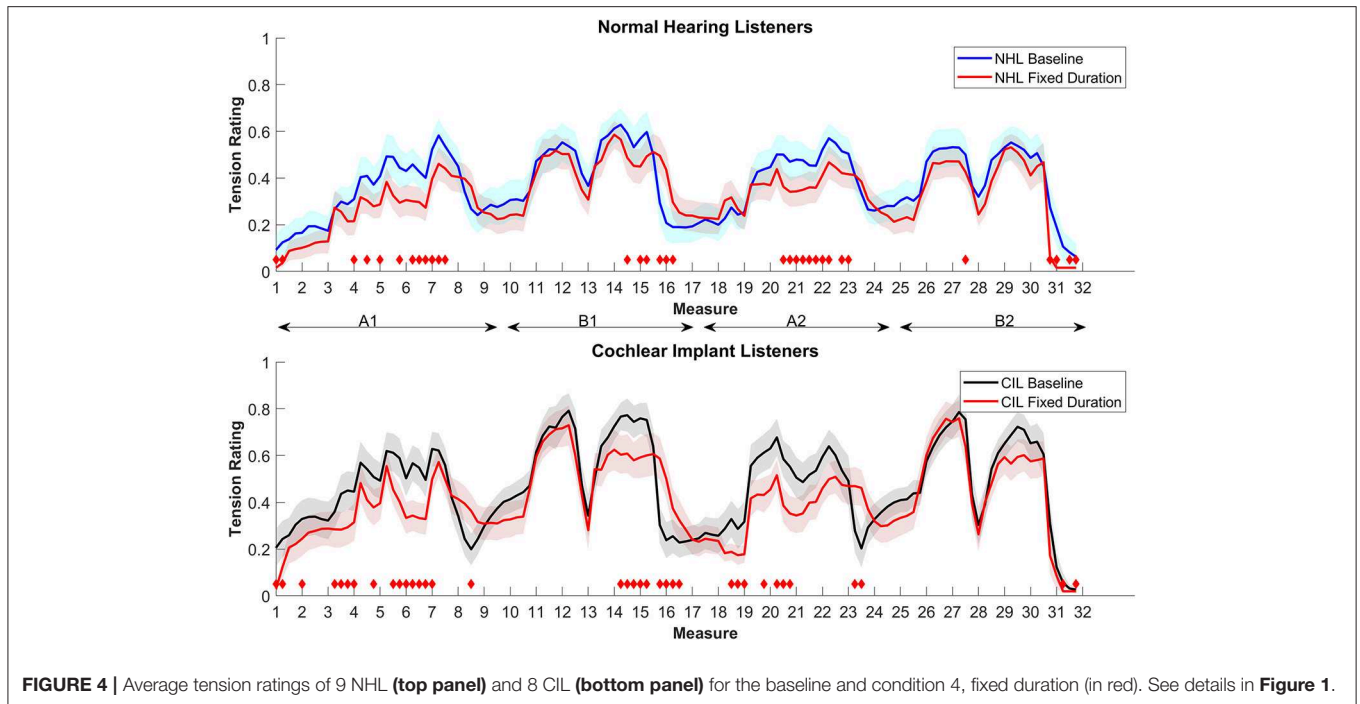 Normal Hearing Listeners
1
0.8
0.6
0.4
0.2
0
Tension Rating
NHL Baseline
NHL Fixed Duration
1 2 3 4 5 6 7 8 9 10 11 12 13 14 15 16 17 18 19 20 21 22 23 24 25 26 27 28 29 30 31 32
Measure
A1 B1 A2 B2
Cochlear Implant Listeners
1
0.8
0.6
0.4
0.2
0
Tension Rating
CIL Baseline
CIL Fixed Duration
1 2 3 4 5 6 7 8 9 10 11 12 13 14 15 16 17 18 19 20 21 22 23 24 25 26 27 28 29 30 31 32
Measure
FIGURE 4 | Average tension ratings of 9 NHL (top panel) and 8 CIL (bottom panel) for the baseline and condition 4, fixed duration (in red). See details in Figure 1.